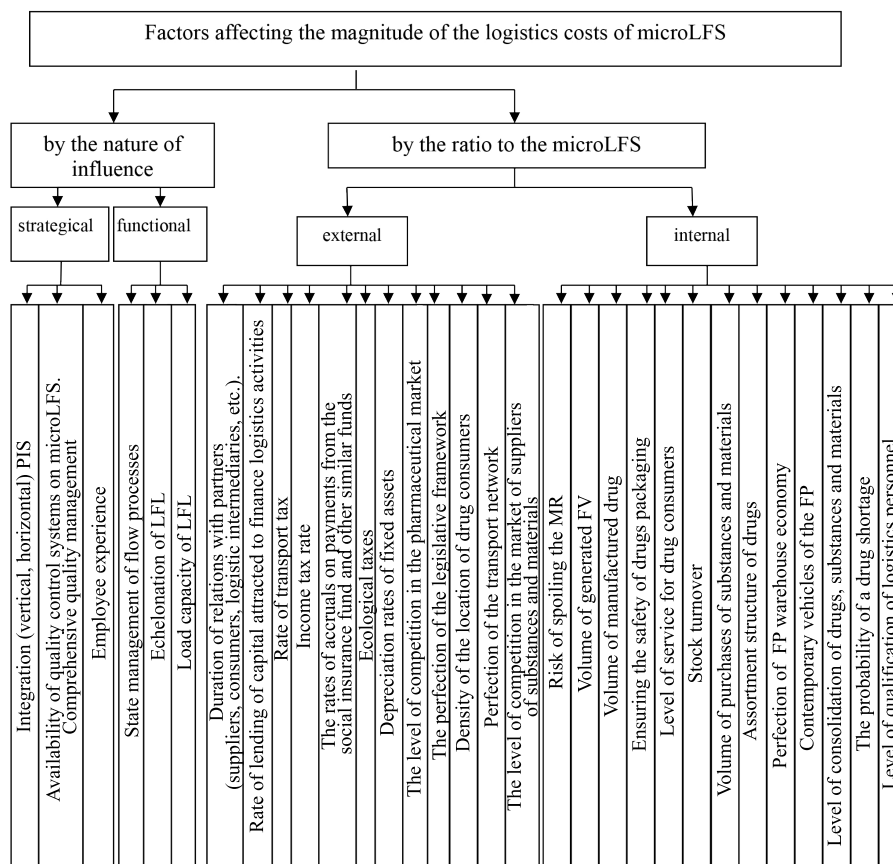 Factors affecting the magnitude of the logistics costs of microLFS
by the nature of
influence
by the ratio to the microLFS
strategical
functional
external
internal
Integration (vertical, horizontal) PIS
Availability of quality control systems on microLFS.
Comprehensive quality management
Employee experience
State management of flow processes
Echelonation of LFL
Load capacity of LFL
Duration of relations with partners
(suppliers, consumers, logistic intermediaries, etc.).
Rate of lending of capital attracted to finance logistics activities
Rate of transport tax
Income tax rate
The rates of accruals on payments from the
social insurance fund and other similar funds
Ecological taxes
Depreciation rates of fixed assets
The level of competition in the pharmaceutical market
The perfection of the legislative framework
Density of the location of drug consumers
Perfection of the transport network
The level of competition in the market of suppliers
of substances and materials
Risk of spoiling the MR
Volume of generated FV
Volume of manufactured drug
Ensuring the safety of drugs packaging
Level of service for drug consumers
Stock turnover
Volume of purchases of substances and materials
Assortment structure of drugs
Perfection of FP warehouse economy
Contemporary vehicles of the FP
Level of consolidation of drugs, substances and materials
The probability of a drug shortage
Level of qualification of logistics personnel